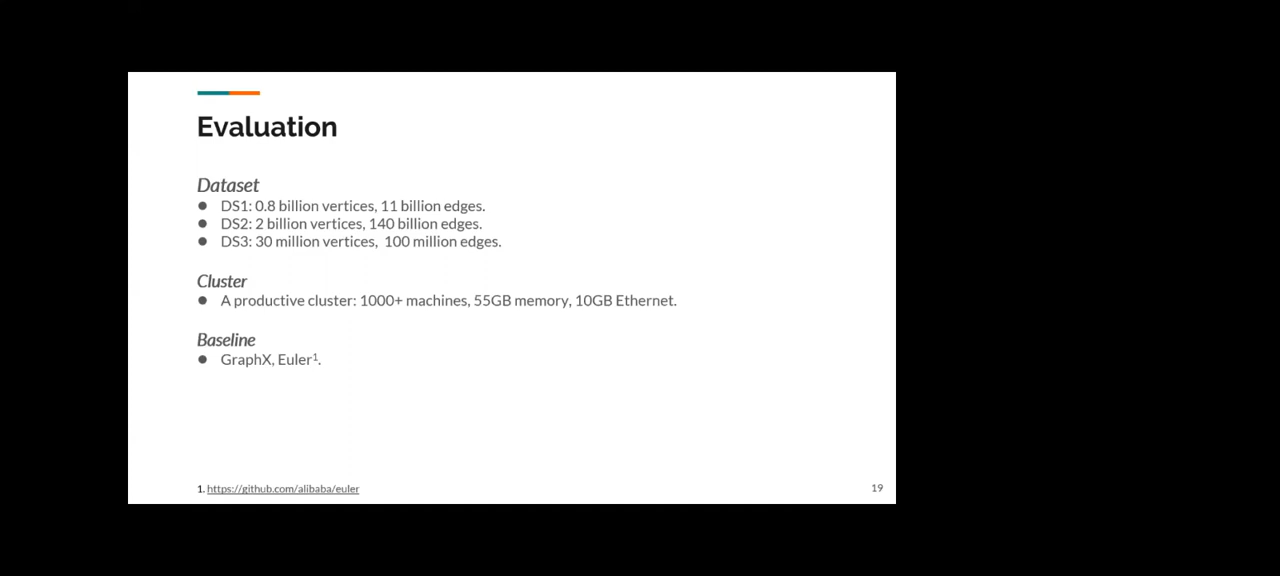 Evaluation
Dataset
● DS1: 0.8 billion vertices, 11 billion edges.
● DS2: 2 billion vertices, 140 billion edges.
● DS3: 30 million vertices,  100 million edges.
Cluster
● A productive cluster: 1000+ machines, 55GB memory, 10GB Ethernet.
Baseline
● GraphX, Euler¹.
1. https://github.com/alibaba/euler
19